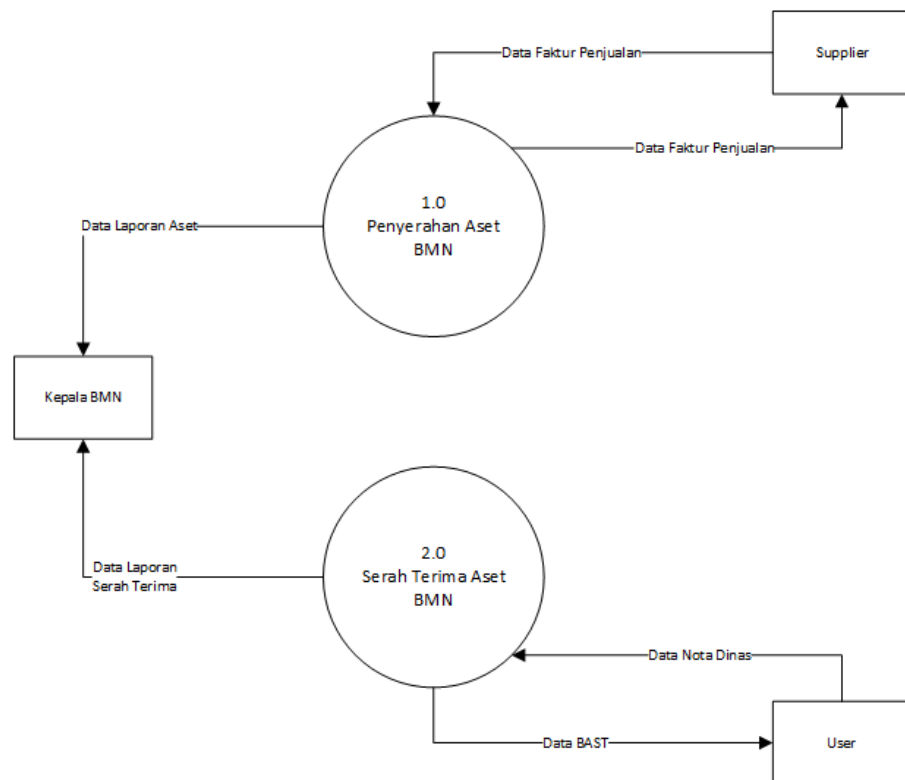 Data Faktur Penjualan
Supplier
Data Faktur Penjualan
1.0
Penyerahan Aset
BMN
Data Laporan Aset
Kepala BMN
2.0
Serah Terima Aset
BMN
Data Laporan
Serah Terima
Data Nota Dinas
Data BAST
User